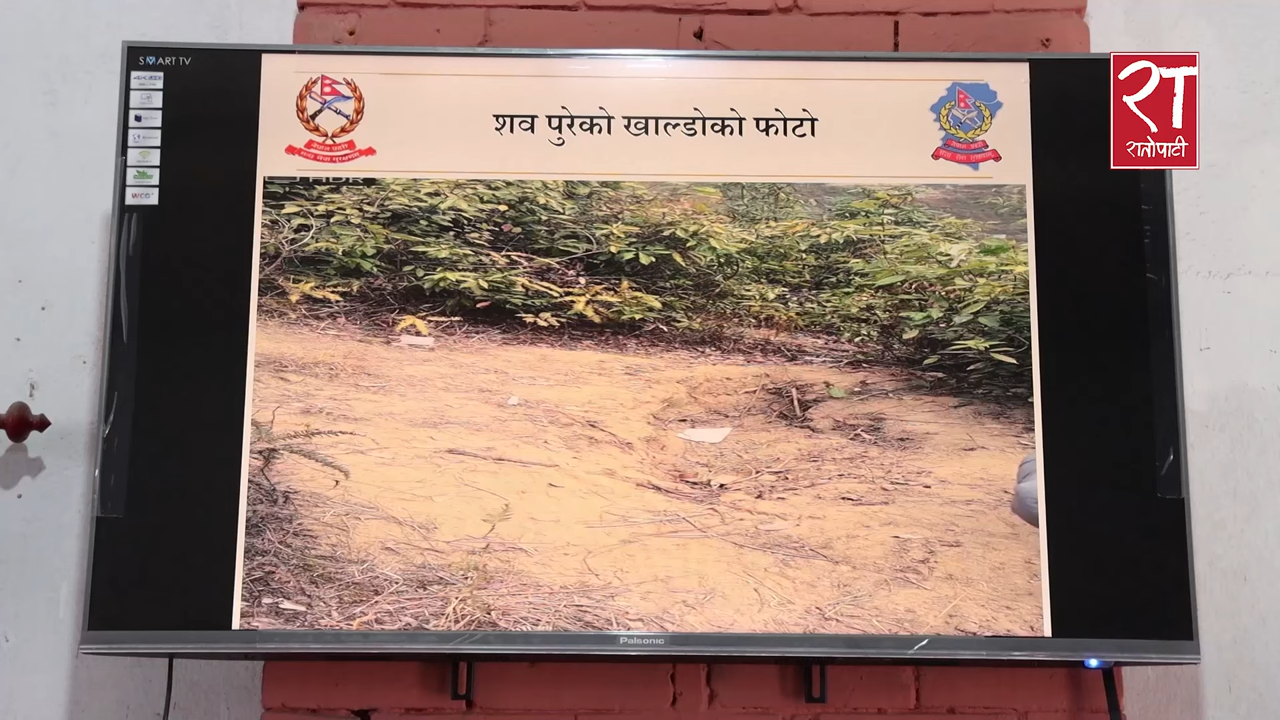 SMART TV
शव पुरेको खाल्डोको फोटो
रा
रातोपाटी
Palsonic